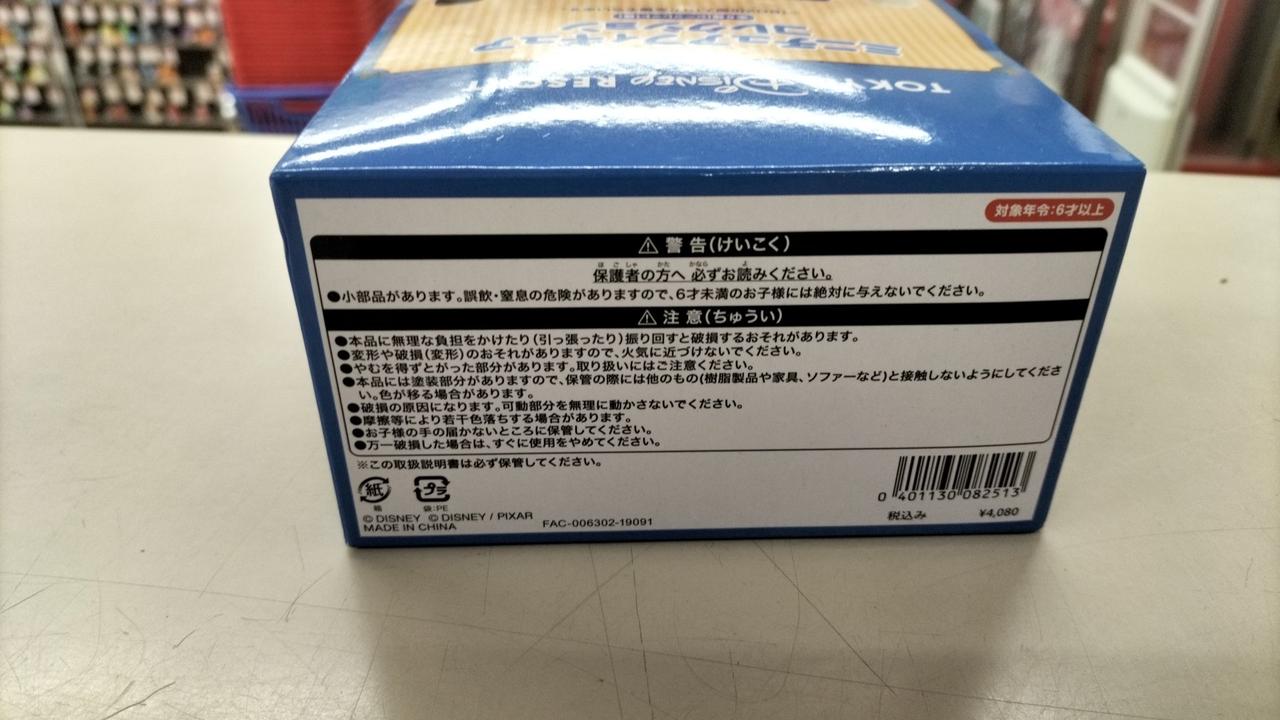 ミニチュアフィギュア
コレクション
TOKYO Disney RESORT
対象年令:6才以上
⚠ 警告(けいこく)
保護者の方へ 必ずお読みください。
●小部品があります。誤飲・窒息の危険がありますので、6才未満のお子様には絶対に与えないでください。
⚠ 注意(ちゅうい)
●本品に無理な負担をかけたり(引っ張ったり)振り回すと破損するおそれがあります。
●変形や破損(変形)のおそれがありますので、火気に近づけないでください。
●やむを得ずとがった部分があります。取り扱いにはご注意ください。
●本品には塗装部分がありますので、保管の際には他のもの(樹脂製品や家具、ソファーなど)と接触しないようにしてくださ
い。色が移る場合があります。
●破損の原因になります。可動部分を無理に動かさないでください。
●摩擦等により若干色落ちする場合があります。
●お子様の手の届かないところに保管してください。
●万一破損した場合は、すぐに使用をやめてください。
※この取扱説明書は必ず保管してください。
紙 プラ
箱 袋:PE
© DISNEY © DISNEY / PIXAR
MADE IN CHINA
FAC-006302-19091
0 401130 082513
税込み ¥4,080